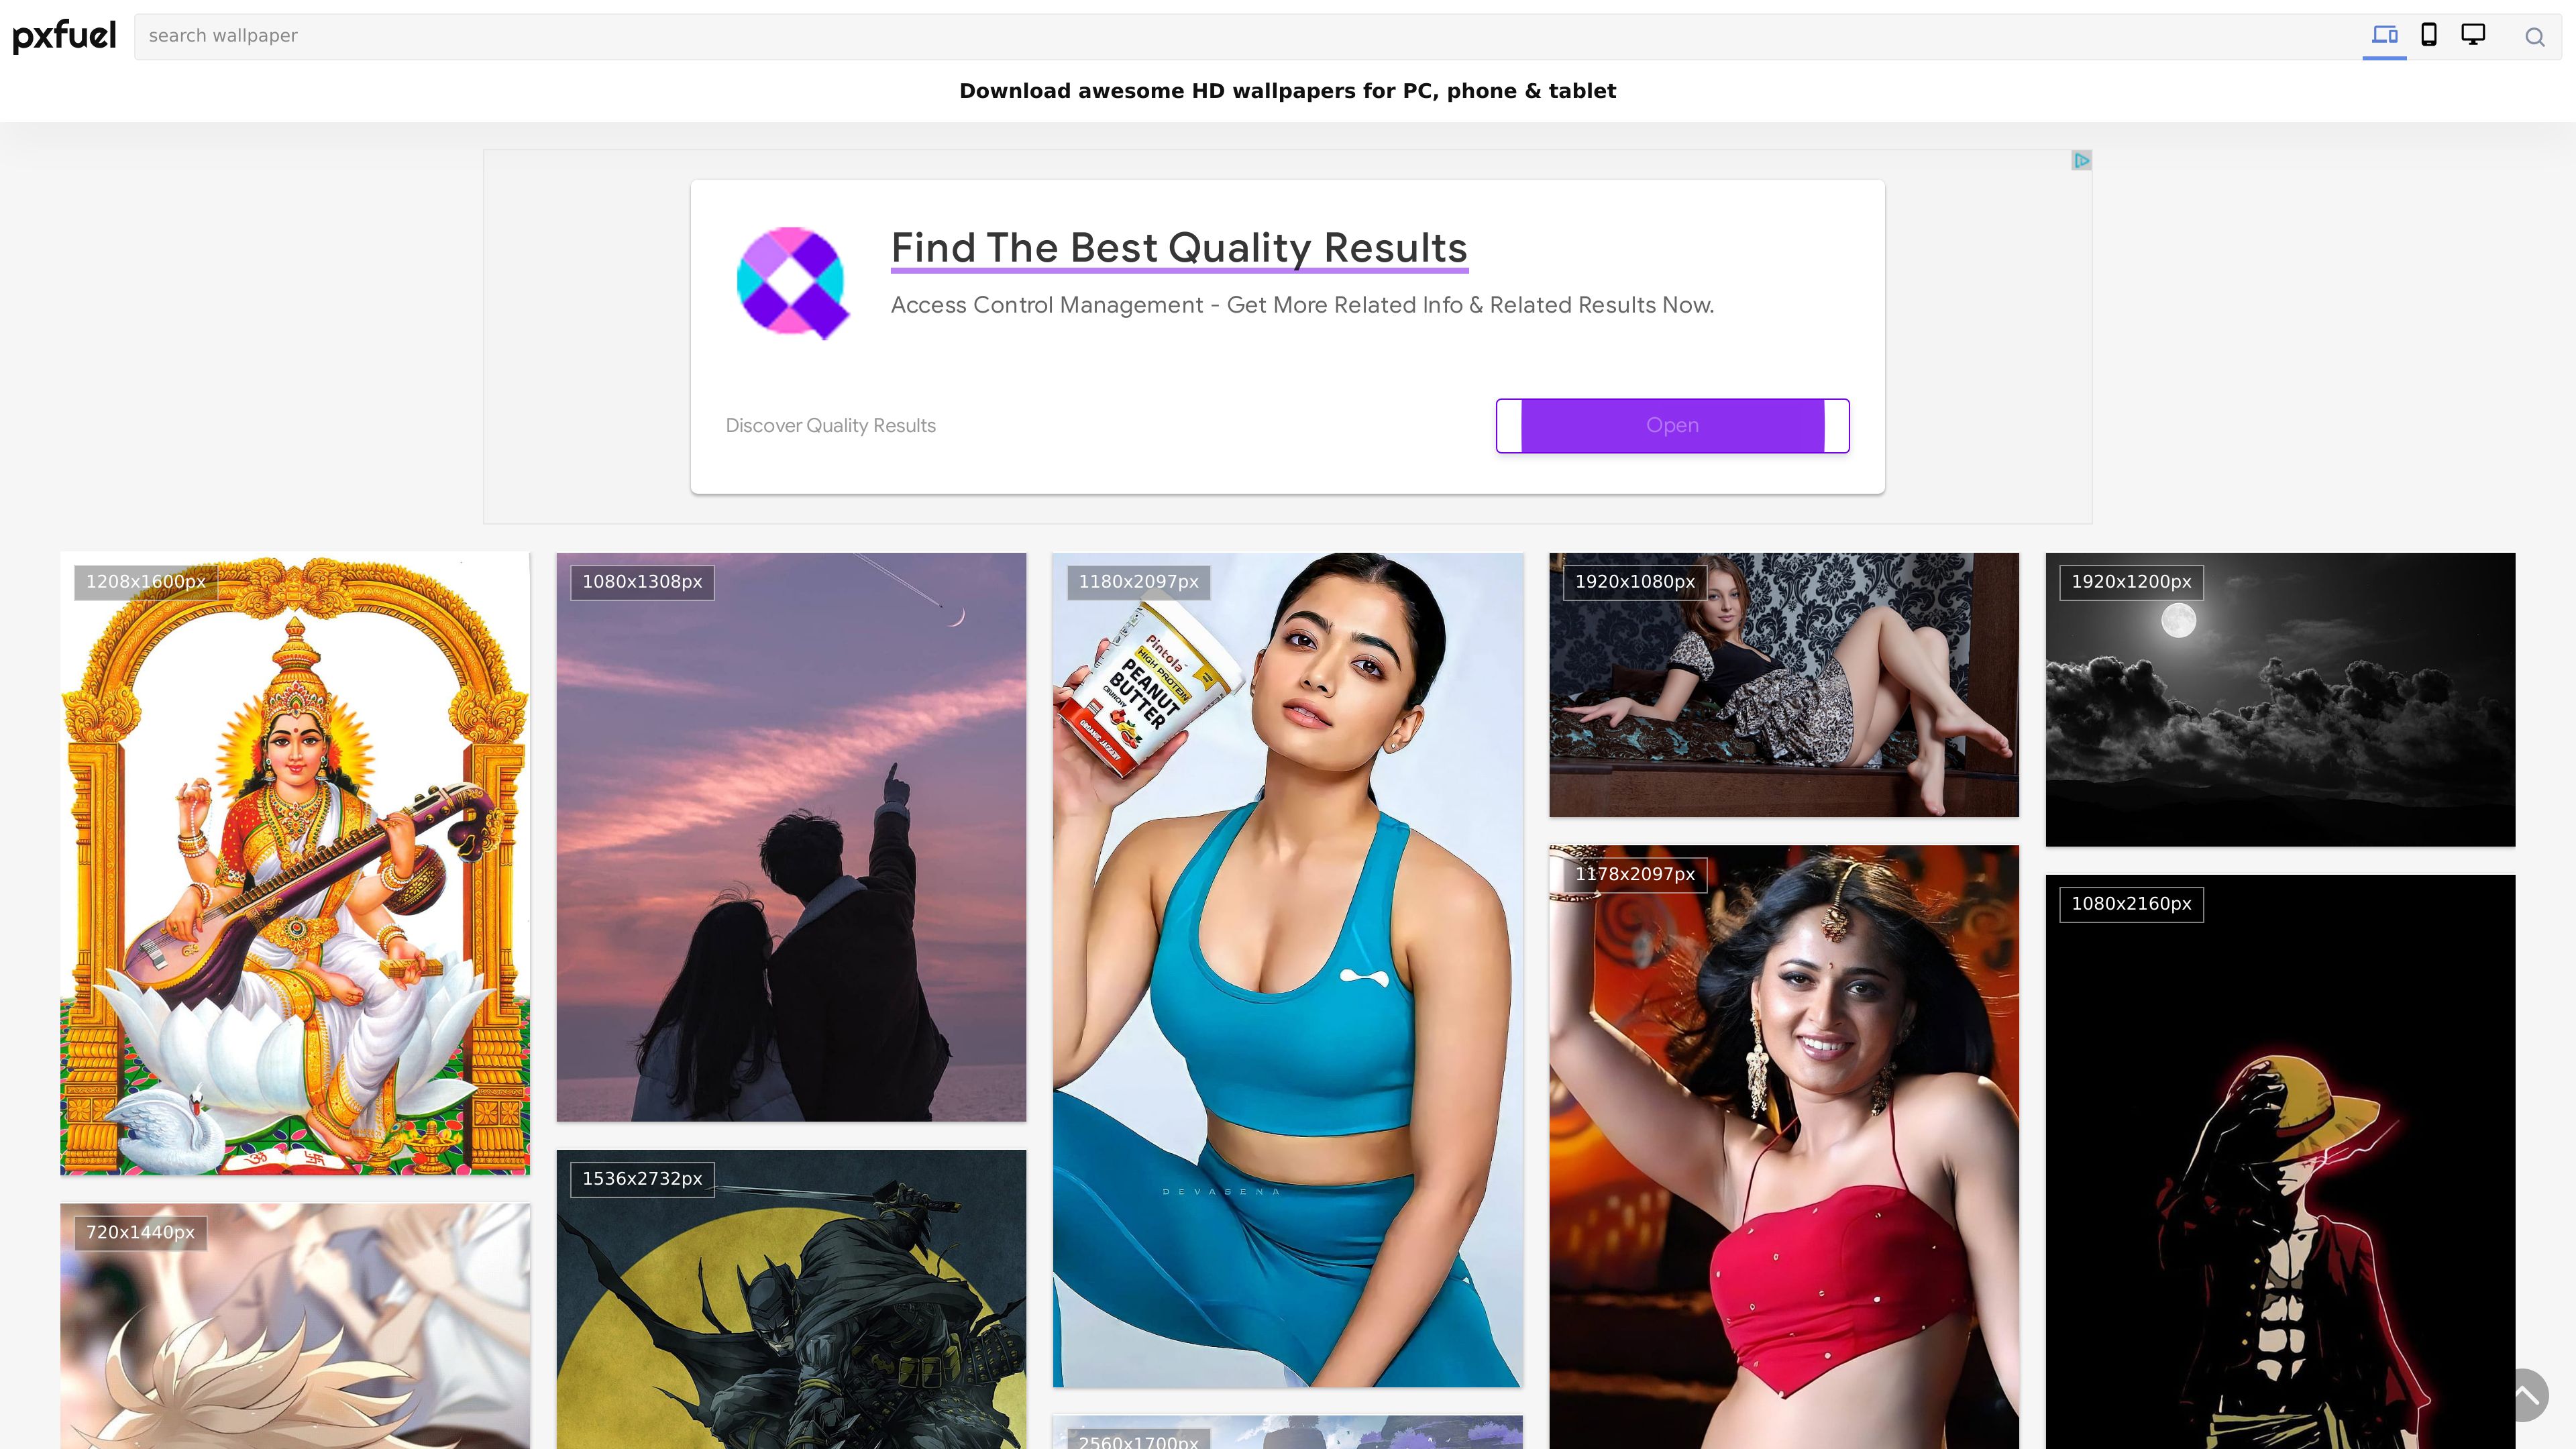 pxfuel
search wallpaper
Download awesome HD wallpapers for PC, phone & tablet
Find The Best Quality Results
Access Control Management - Get More Related Info & Related Results Now.
Discover Quality Results
Open
1208x1600px
1080x1308px
1180x2097px
1920x1080px
1920x1200px
Pintola
HIGH PROTEIN
PEANUT
BUTTER
CRUNCHY
ORGANIC JAGGERY
1178x2097px
1080x2160px
1536x2732px
DEVASENA
720x1440px
2560x1700px